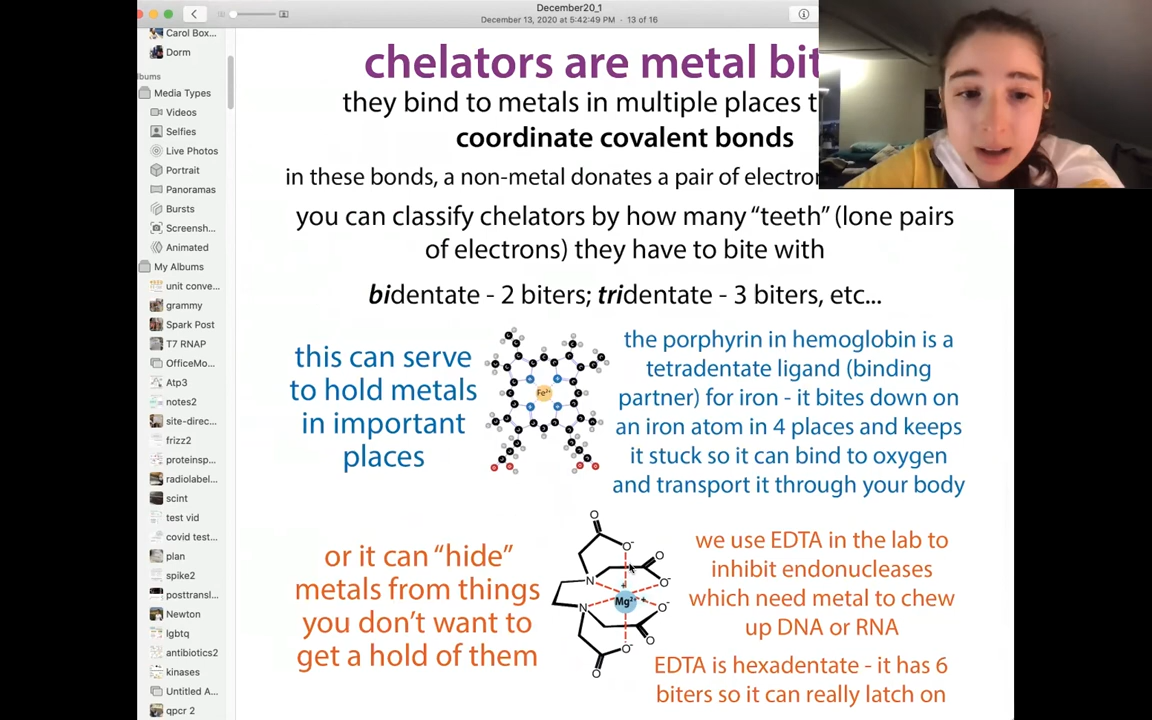 December20_1
December 13, 2020 at 5:42:49 PM · 13 of 16
Carol Box...
Dorm
Media Types
Videos
Selfies
Live Photos
Portrait
Panoramas
Bursts
Screensh...
Animated
My Albums
unit conve...
grammy
Spark Post
T7 RNAP
OfficeMo...
Atp3
notes2
site-direc...
frizz2
proteinsp...
radiolabel...
scint
test vid
covid test...
plan
spike2
posttransl...
Newton
lgbtq
antibiotics2
kinases
Untitled A...
qpcr 2
chelators are metal
they bind to metals in multiple places
coordinate covalent bonds
in these bonds, a non-metal donates a pair of
you can classify chelators by how many “teeth” (lone pairs
of electrons) they have to bite with
bidentate - 2 biters; tridentate - 3 biters, etc...
this can serve
to hold metals
in important
places
Fe²⁺
the porphyrin in hemoglobin is a
tetradentate ligand (binding
partner) for iron - it bites down on
an iron atom in 4 places and keeps
it stuck so it can bind to oxygen
and transport it through your body
or it can “hide”
metals from things
you don’t want to
get a hold of them
O
O⁻
O
O⁻
N
Mg²⁺
N
O⁻
O
O⁻
O
we use EDTA in the lab to
inhibit endonucleases
which need metal to chew
up DNA or RNA
EDTA is hexadentate - it has 6
biters so it can really latch on